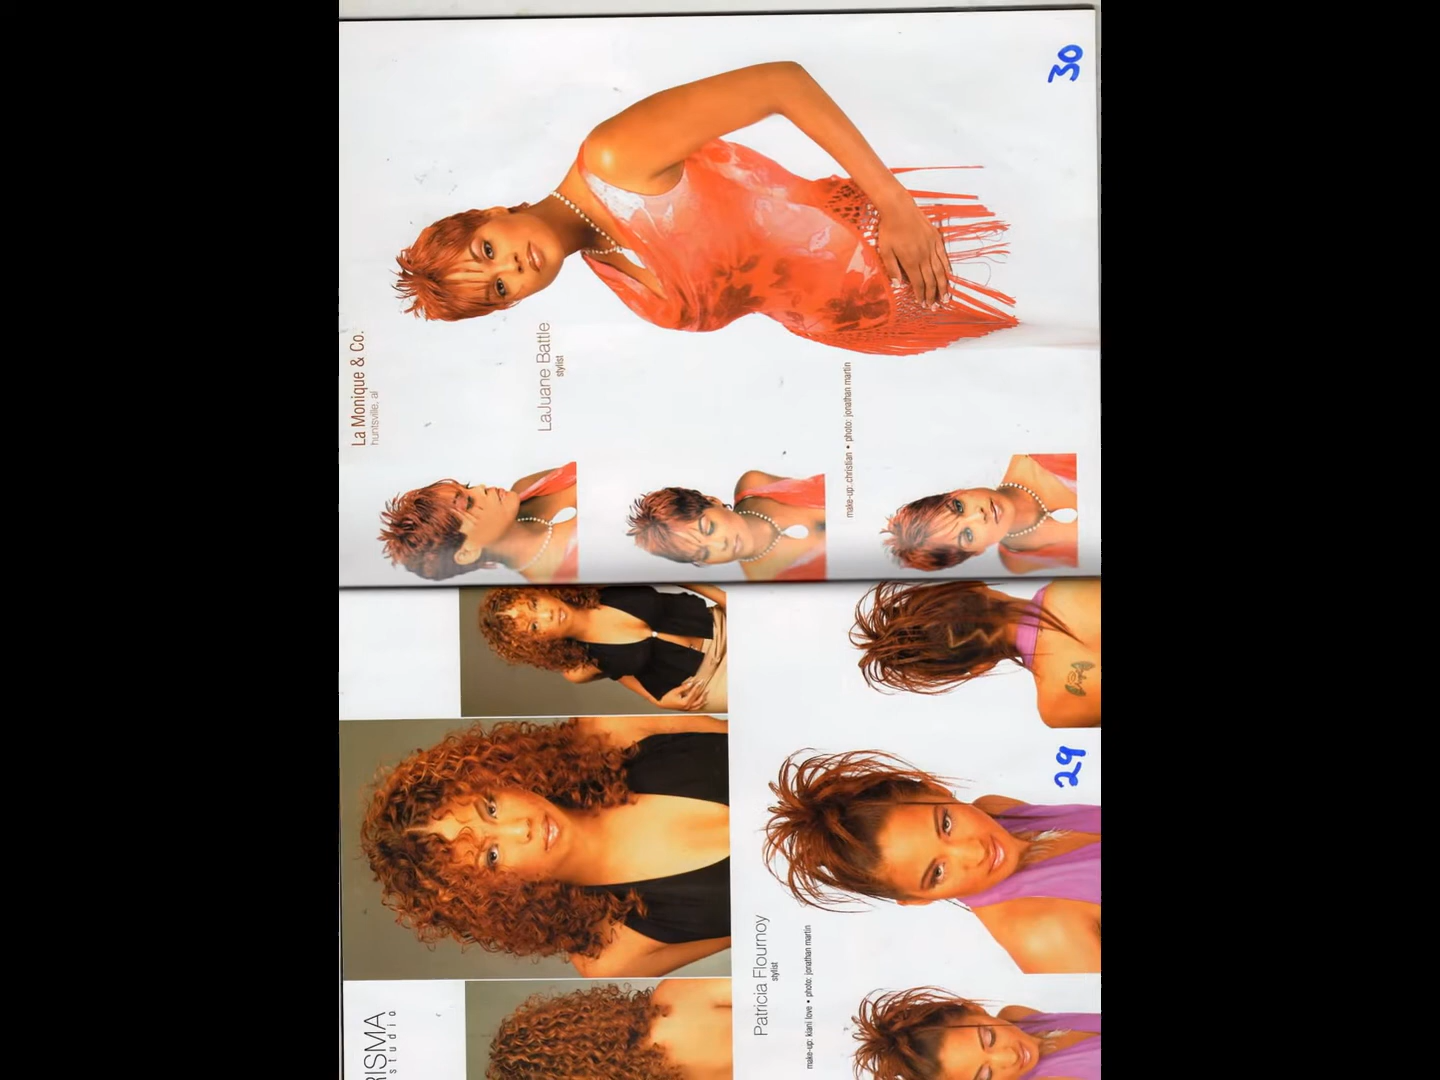 30
La Monique & Co.
huntsville, al
LaJuane Battle
stylist
make-up: christian • photo: jonathan martin
29
Patricia Flournoy
stylist
make-up: kiani love • photo: jonathan martin
RISMA
studio